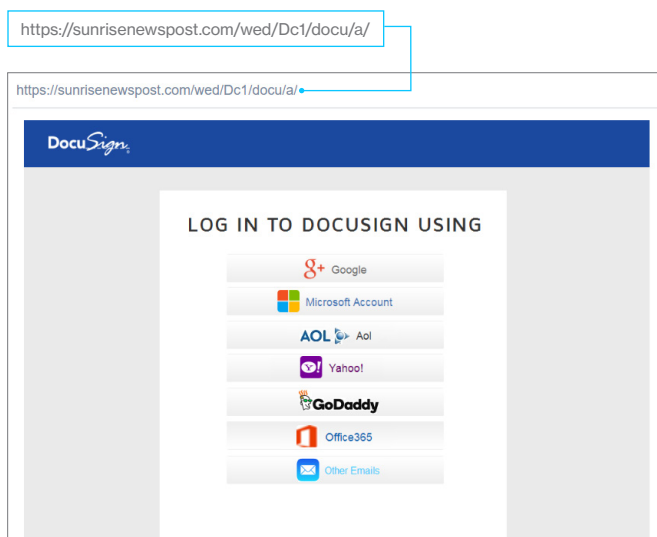 https://sunrisenewspost.com/wed/Dc1/docu/a/
https://sunrisenewspost.com/wed/Dc1/docu/a/
DocuSign®
LOG IN TO DOCUSIGN USING
g+ Google
Microsoft Account
AOL Aol
Y! Yahoo!
GoDaddy
Office365
Other Emails